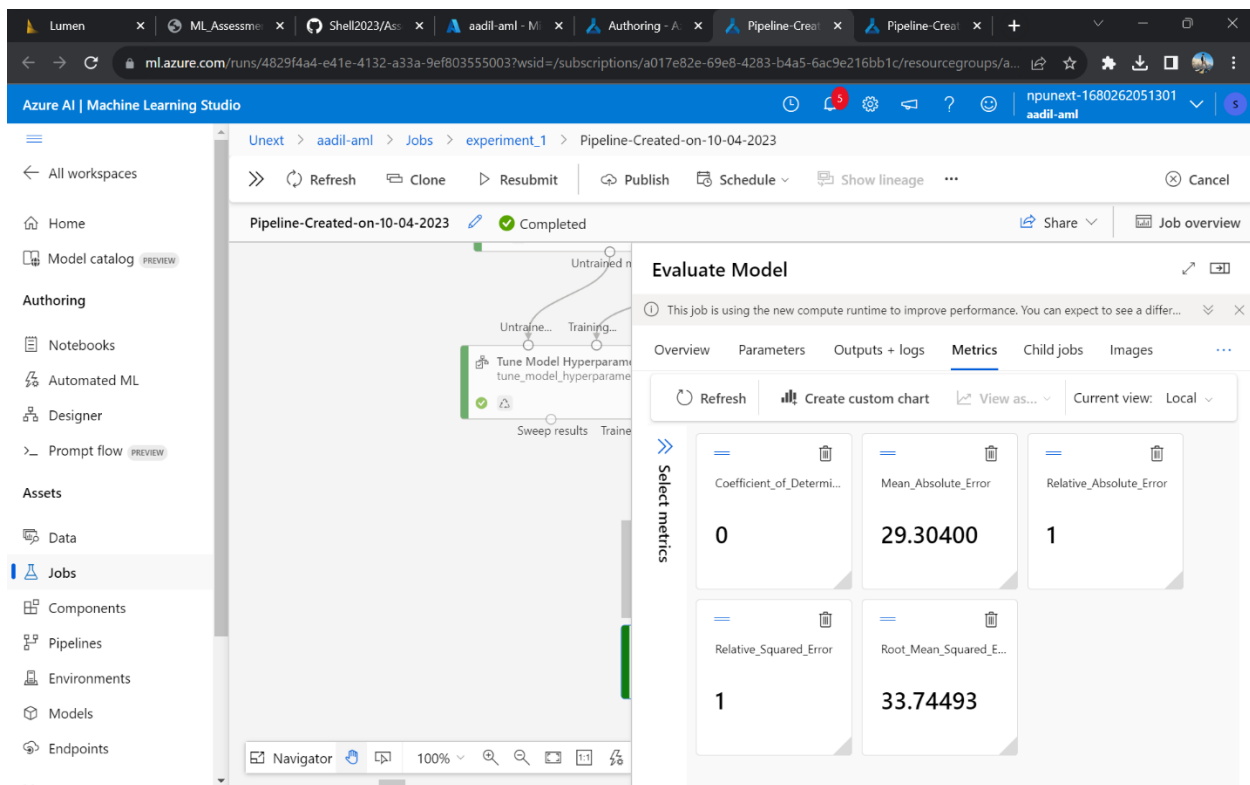 Lumen
ML_Assessme
Shell2023/Ass
aadil-aml - Mi
Authoring - A
Pipeline-Creat
Pipeline-Creat
ml.azure.com/runs/4829f4a4-e41e-4132-a33a-9ef803555003?wsid=/subscriptions/a017e82e-69e8-4283-b4a5-6ac9e216bb1c/resourcegroups/a...
Azure AI | Machine Learning Studio
5
npunext-1680262051301
aadil-aml
S
All workspaces
Home
Model catalog PREVIEW
Authoring
Notebooks
Automated ML
Designer
Prompt flow PREVIEW
Assets
Data
Jobs
Components
Pipelines
Environments
Models
Endpoints
Unext > aadil-aml > Jobs > experiment_1 > Pipeline-Created-on-10-04-2023
Refresh Clone Resubmit Publish Schedule Show lineage ... Cancel
Pipeline-Created-on-10-04-2023 Completed Share Job overview
Untrained m
Untraine... Training...
Tune Model Hyperparame
tune_model_hyperparame
Sweep results Traine
Navigator 100% 1:1
Evaluate Model
This job is using the new compute runtime to improve performance. You can expect to see a differ...
Overview Parameters Outputs + logs Metrics Child jobs Images ...
Refresh Create custom chart View as... Current view: Local
Select metrics
Coefficient_of_Determi...
0
Mean_Absolute_Error
29.30400
Relative_Absolute_Error
1
Relative_Squared_Error
1
Root_Mean_Squared_E...
33.74493